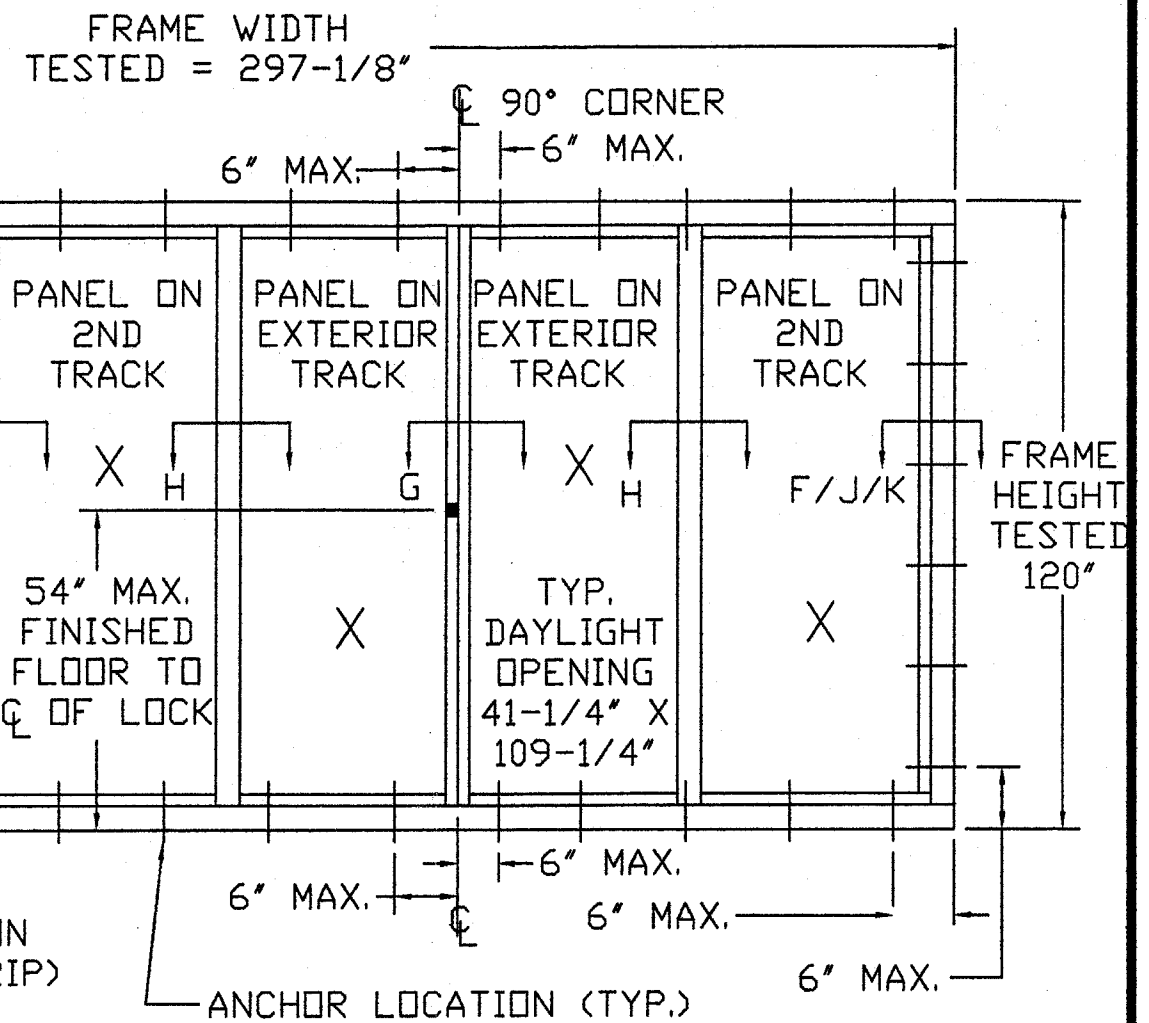 FRAME WIDTH
TESTED = 297-1/8"
℄ 90° CORNER
6" MAX.
6" MAX.
PANEL ON
2ND
TRACK
PANEL ON
EXTERIOR
TRACK
PANEL ON
EXTERIOR
TRACK
PANEL ON
2ND
TRACK
X
H
G
X
H
F/J/K
FRAME
HEIGHT
TESTED
120"
54" MAX.
FINISHED
FLOOR TO
℄ OF LOCK
X
TYP.
DAYLIGHT
OPENING
41-1/4" X
109-1/4"
X
6" MAX.
6" MAX.
℄
6" MAX.
6" MAX.
IN
RIP)
ANCHOR LOCATION (TYP.)